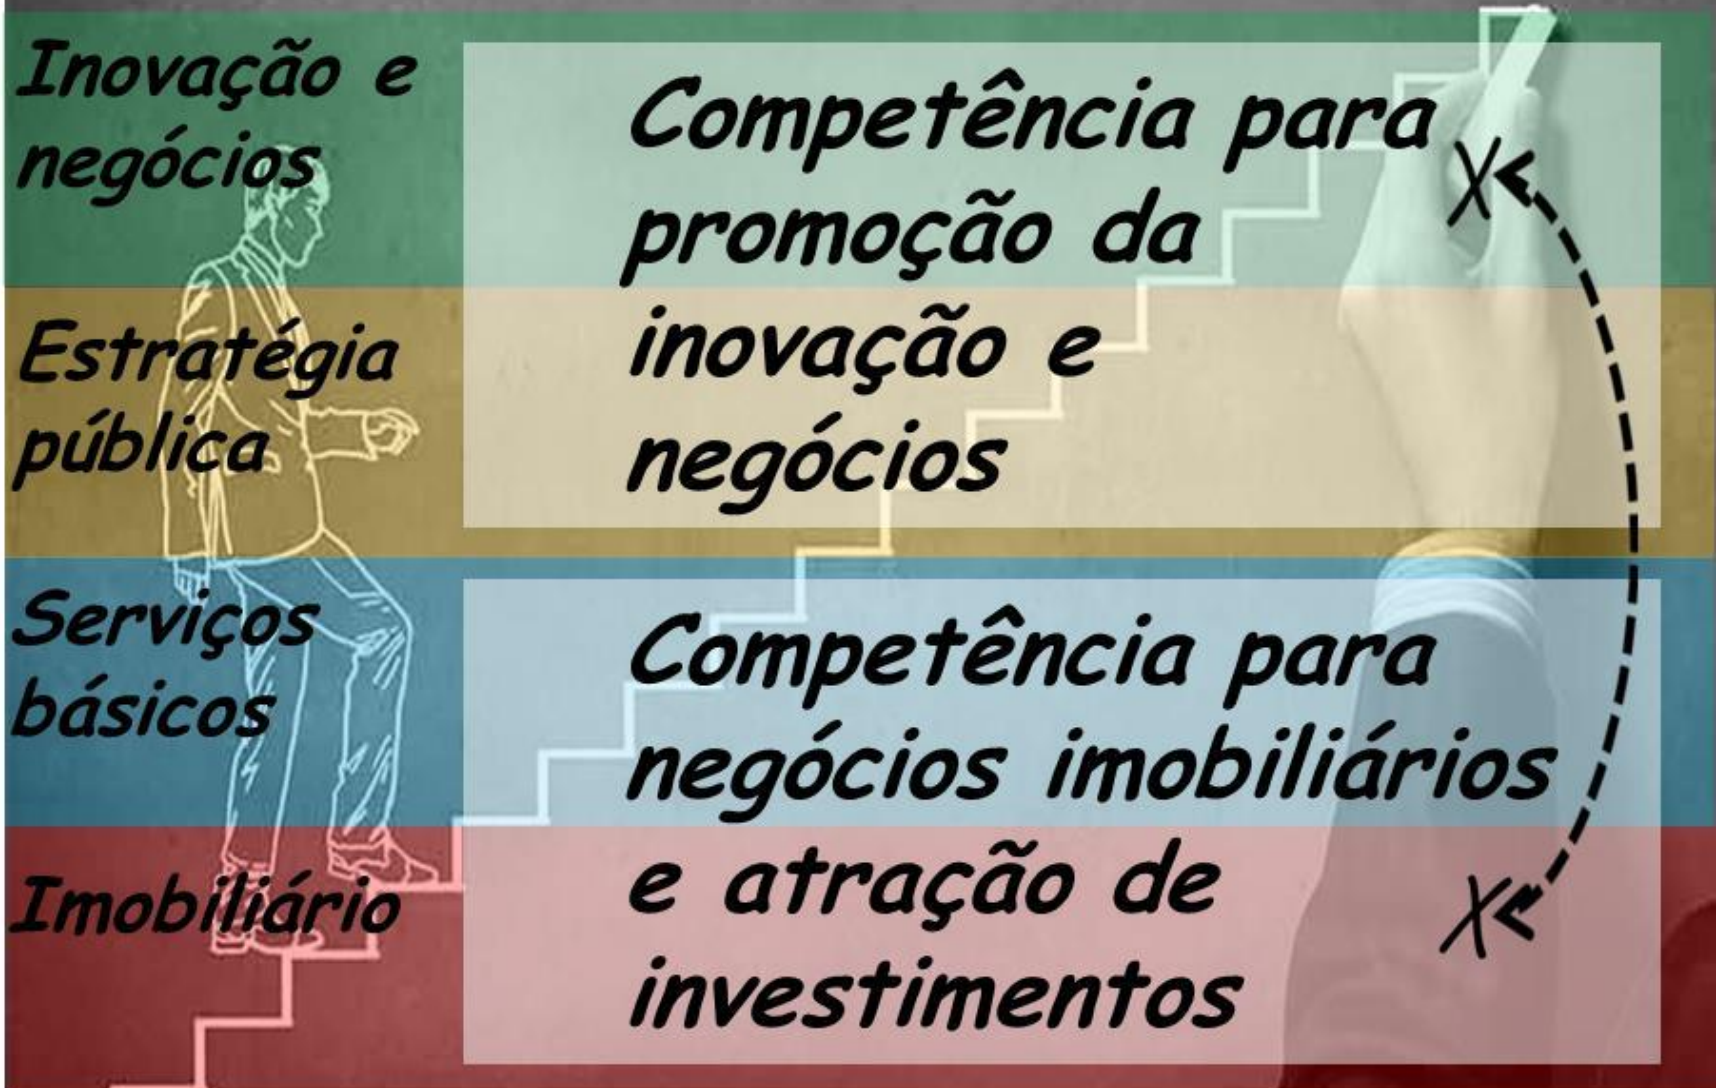 Inovação e
negócios
Competência para
promoção da
inovação e
negócios
X
Estratégia
pública
Serviços
básicos
Competência para
negócios imobiliários
e atração de
investimentos
X
Imobiliário